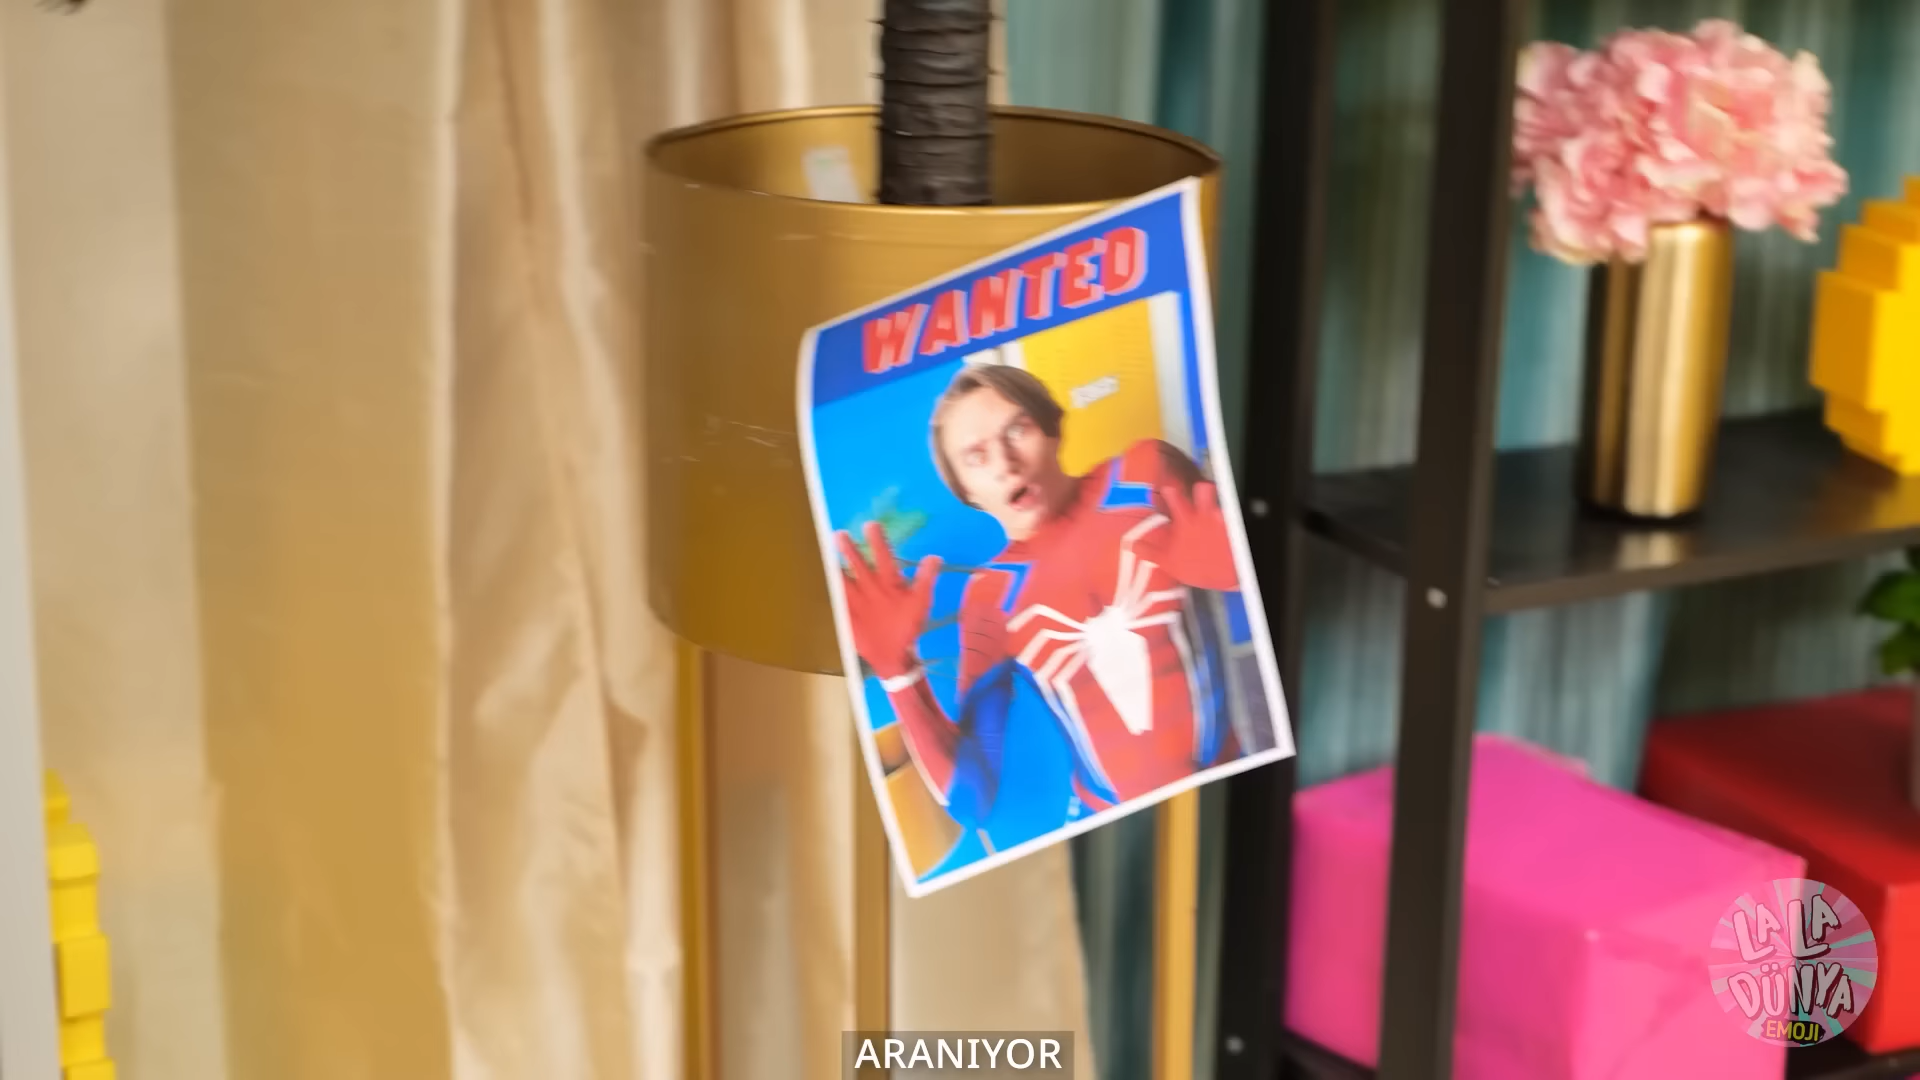 WANTED
LA LA
DÜNYA
EMOJI
ARANIYOR